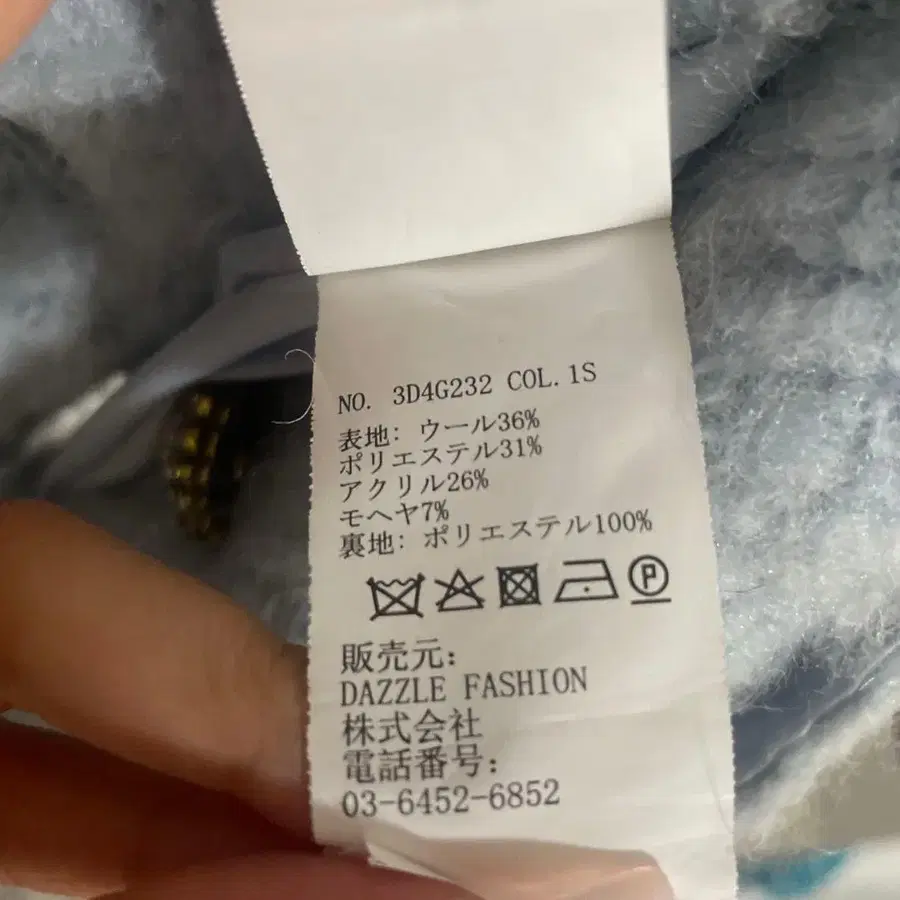 NO. 3D4G232 COL.1S
表地: ウール36%
ポリエステル31%
アクリル26%
モヘヤ7%
裏地: ポリエステル100%
P
販売元:
DAZZLE FASHION
株式会社
電話番号:
03-6452-6852